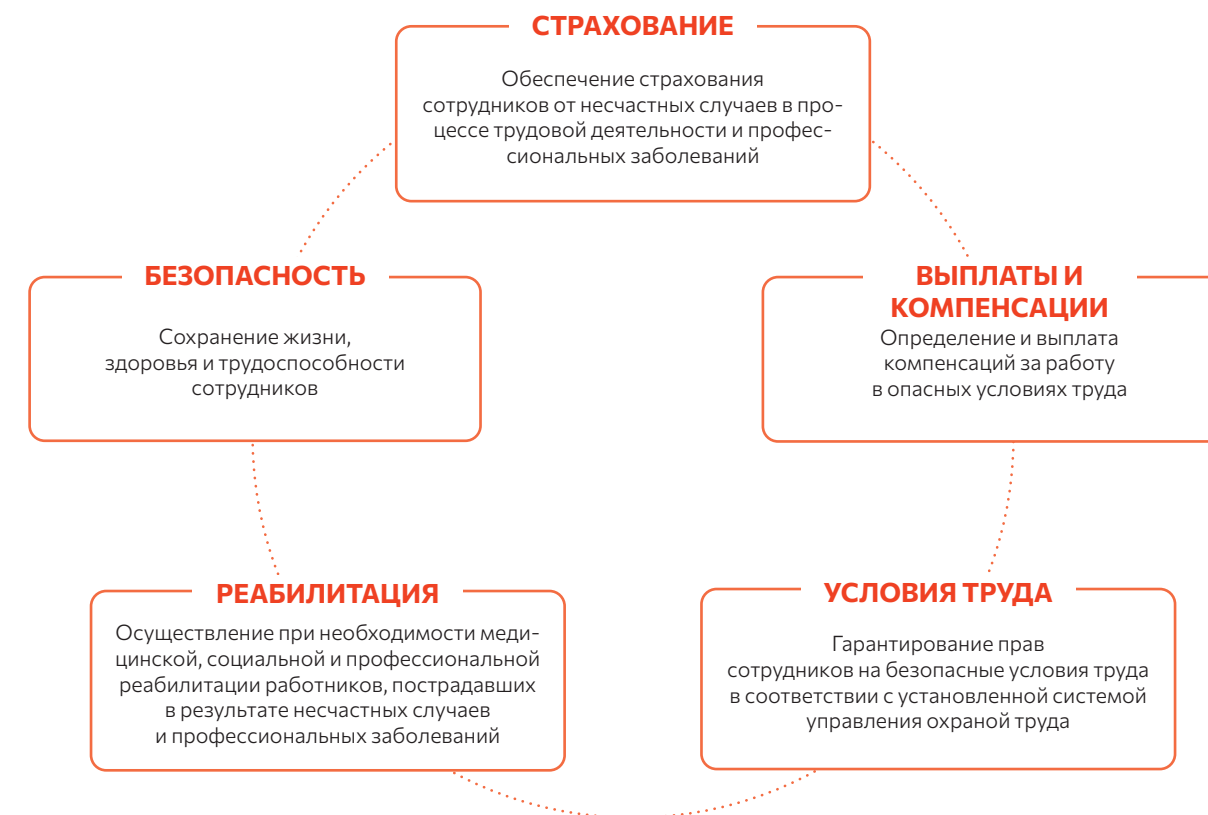 СТРАХОВАНИЕ
Обеспечение страхования
сотрудников от несчастных случаев в про-
цессе трудовой деятельности и профес-
сиональных заболеваний
БЕЗОПАСНОСТЬ
Сохранение жизни,
здоровья и трудоспособности
сотрудников
ВЫПЛАТЫ И
КОМПЕНСАЦИИ
Определение и выплата
компенсаций за работу
в опасных условиях труда
РЕАБИЛИТАЦИЯ
Осуществление при необходимости меди-
цинской, социальной и профессиональной
реабилитации работников, пострадавших
в результате несчастных случаев
и профессиональных заболеваний
УСЛОВИЯ ТРУДА
Гарантирование прав
сотрудников на безопасные условия труда
в соответствии с установленной системой
управления охраной труда